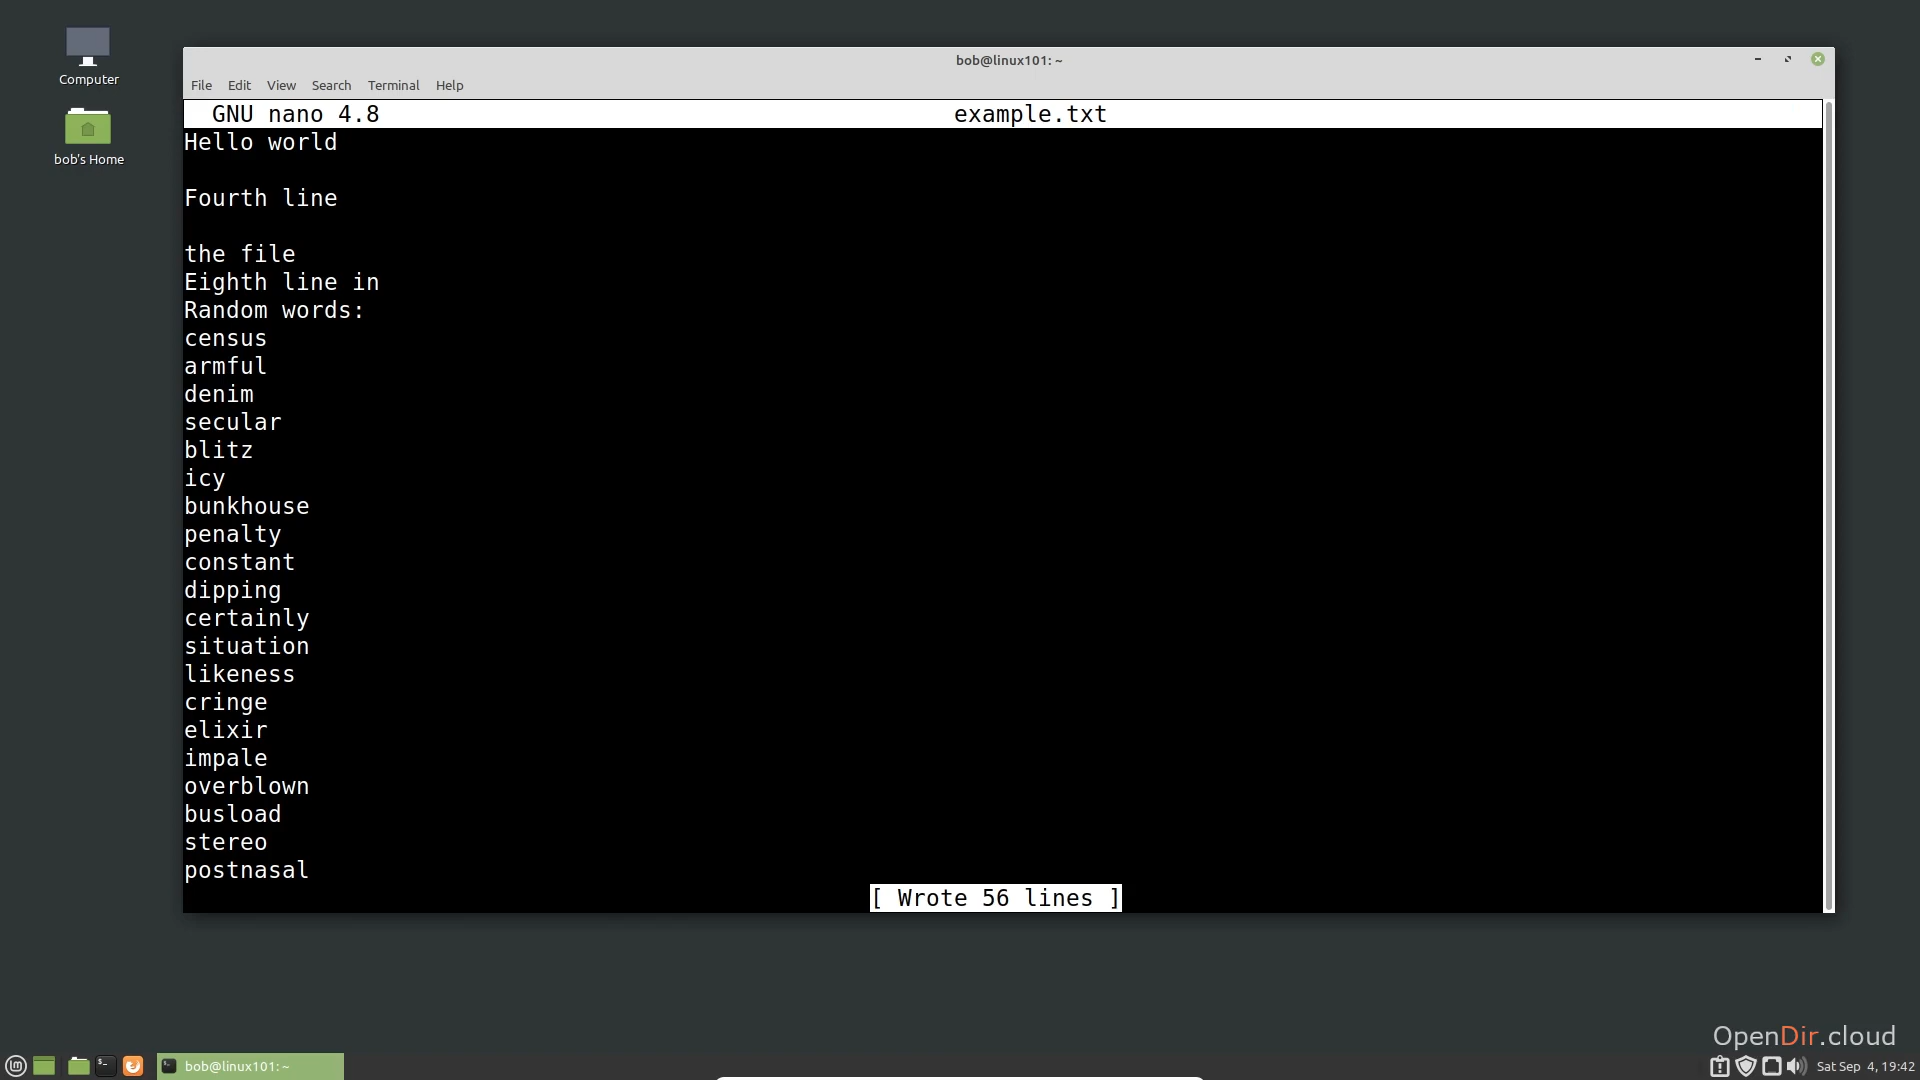 Computer
bob's Home
bob@linux101: ~
File Edit View Search Terminal Help
GNU nano 4.8 example.txt
Hello world
Fourth line
the file
Eighth line in
Random words:
census
armful
denim
secular
blitz
icy
bunkhouse
penalty
constant
dipping
certainly
situation
likeness
cringe
elixir
impale
overblown
busload
stereo
postnasal
[ Wrote 56 lines ]
OpenDir.cloud
bob@linux101: ~
Sat Sep 4, 19:42